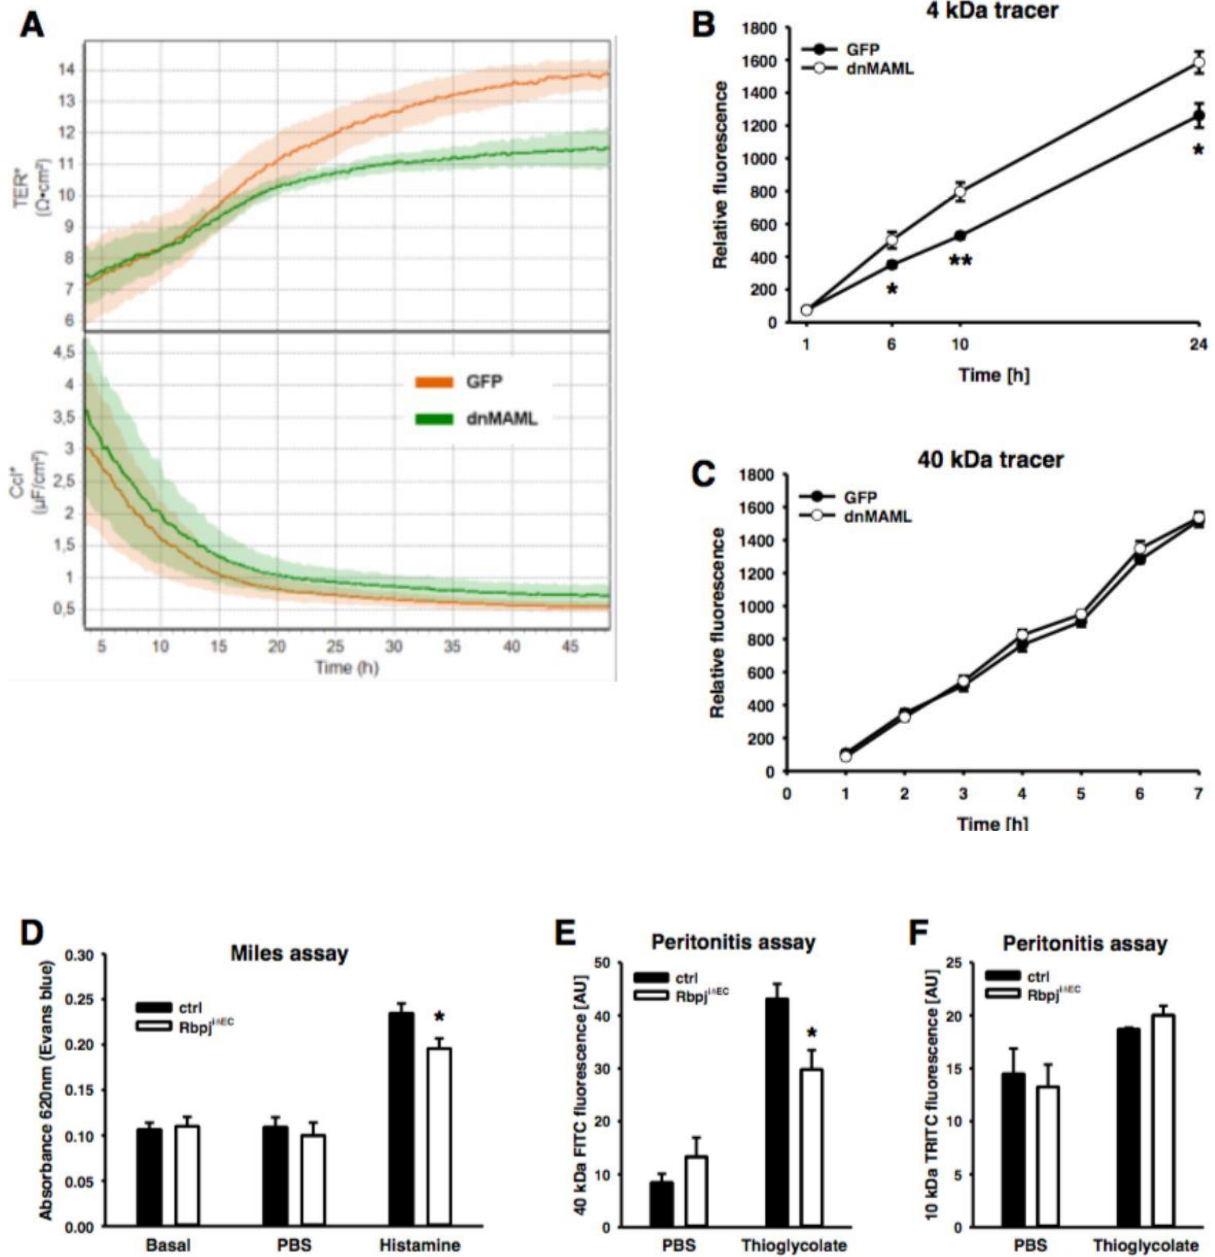 A
14
13
12
11
10
9
8
7
6
TER*
(Ω•cm²)
4,5
4
3,5
3
2,5
2
1,5
1
0,5
Ccl*
(µF/cm²)
GFP
dnMAML
5 10 15 20 25 30 35 40 45
Time (h)
B
4 kDa tracer
1800
1600
1400
1200
1000
800
600
400
200
0
Relative fluorescence
GFP
dnMAML
*
**
*
1 6 10 24
Time [h]
C
40 kDa tracer
1800
1600
1400
1200
1000
800
600
400
200
0
Relative fluorescence
GFP
dnMAML
0 1 2 3 4 5 6 7
Time [h]
D
Miles assay
0.30
0.25
0.20
0.15
0.10
0.05
0.00
Absorbance 620nm (Evans blue)
ctrl
Rbpj^iΔEC
*
Basal PBS Histamine
E
Peritonitis assay
50
40
30
20
10
0
40 kDa FITC fluorescence [AU]
ctrl
Rbpj^iΔEC
*
PBS Thioglycolate
F
Peritonitis assay
25
20
15
10
5
0
10 kDa TRITC fluorescence [AU]
ctrl
Rbpj^iΔEC
PBS Thioglycolate